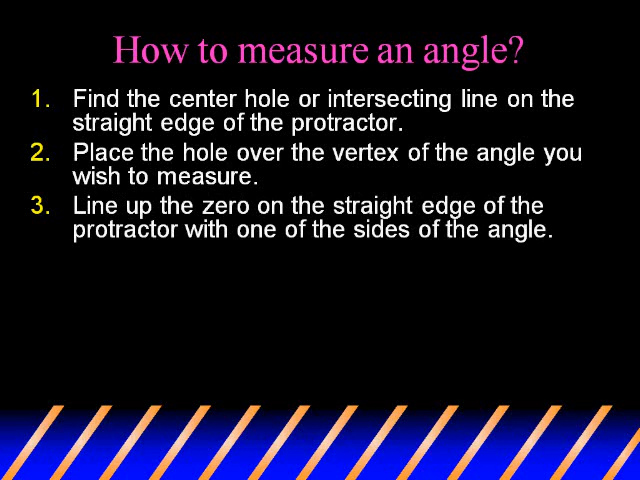 How to measure an angle?
1. Find the center hole or intersecting line on the
straight edge of the protractor.
2. Place the hole over the vertex of the angle you
wish to measure.
3. Line up the zero on the straight edge of the
protractor with one of the sides of the angle.